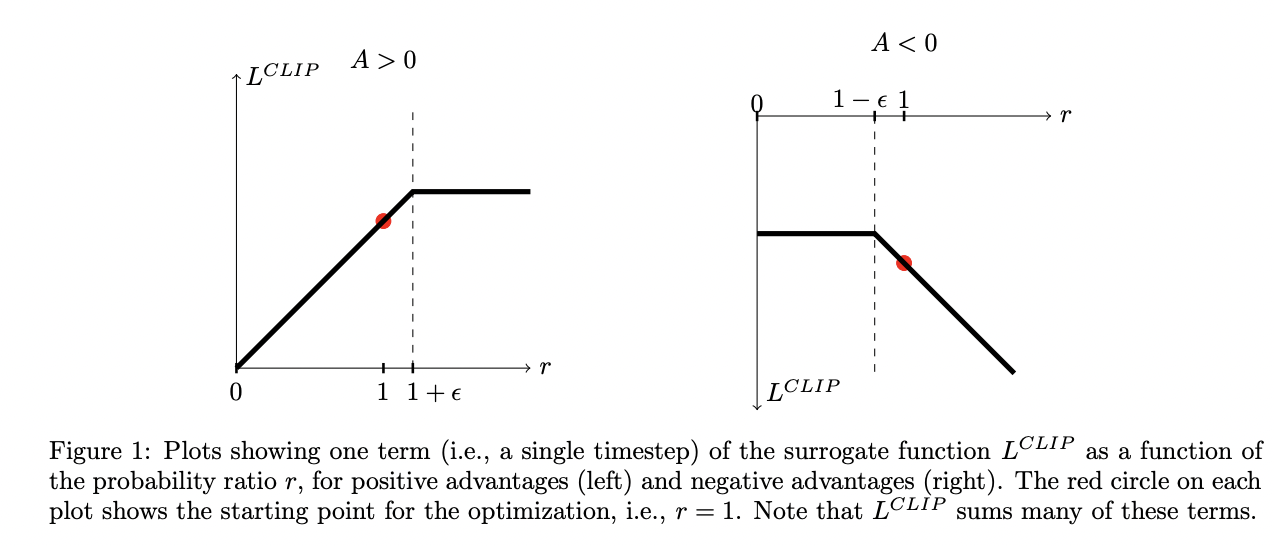 A > 0
L^{CLIP}
0 1 1 + ϵ r
A < 0
0 1 − ϵ 1 r
L^{CLIP}
Figure 1: Plots showing one term (i.e., a single timestep) of the surrogate function L^{CLIP} as a function of
the probability ratio r, for positive advantages (left) and negative advantages (right). The red circle on each
plot shows the starting point for the optimization, i.e., r = 1. Note that L^{CLIP} sums many of these terms.